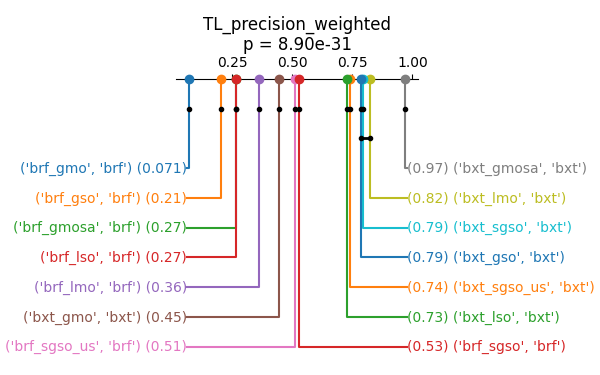 TL_precision_weighted
p = 8.90e-31
0.25 0.50 0.75 1.00
('brf_gmo', 'brf') (0.071) (0.97) ('bxt_gmosa', 'bxt')
('brf_gso', 'brf') (0.21) (0.82) ('bxt_lmo', 'bxt')
('brf_gmosa', 'brf') (0.27) (0.79) ('bxt_sgso', 'bxt')
('brf_lso', 'brf') (0.27) (0.79) ('bxt_gso', 'bxt')
('brf_lmo', 'brf') (0.36) (0.74) ('bxt_sgso_us', 'bxt')
('bxt_gmo', 'bxt') (0.45) (0.73) ('bxt_lso', 'bxt')
('brf_sgso_us', 'brf') (0.51) (0.53) ('brf_sgso', 'brf')